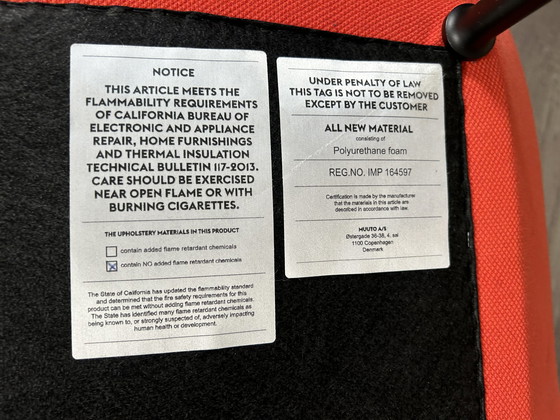 NOTICE
THIS ARTICLE MEETS THE
FLAMMABILITY REQUIREMENTS
OF CALIFORNIA BUREAU OF
ELECTRONIC AND APPLIANCE
REPAIR, HOME FURNISHINGS
AND THERMAL INSULATION
TECHNICAL BULLETIN 117-2013.
CARE SHOULD BE EXERCISED
NEAR OPEN FLAME OR WITH
BURNING CIGARETTES.
THE UPHOLSTERY MATERIALS IN THIS PRODUCT
contain added flame retardant chemicals
contain NO added flame retardant chemicals
The State of California has updated the flammability standard
and determined that the fire safety requirements for this
product can be met without adding flame retardant chemicals.
The State has identified many flame retardant chemicals as
being known to, or strongly suspected of, adversely impacting
human health or development.
UNDER PENALTY OF LAW
THIS TAG IS NOT TO BE REMOVED
EXCEPT BY THE CUSTOMER
ALL NEW MATERIAL
consisting of
Polyurethane foam
REG.NO. IMP 164597
Certification is made by the manufacturer
that the materials in this article are
described in accordance with law.
MUUTO A/S
Østergade 36-38, 4. sal
1100 Copenhagen
Denmark